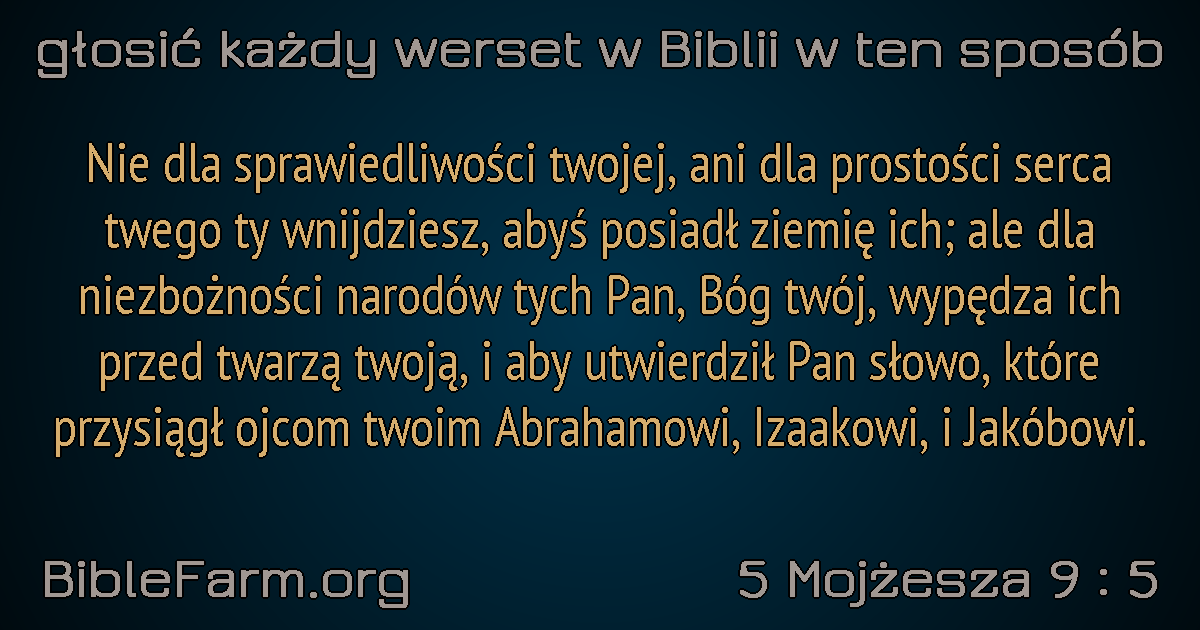 głosić każdy werset w Biblii w ten sposób
Nie dla sprawiedliwości twojej, ani dla prostości serca
twego ty wnijdziesz, abyś posiadł ziemię ich; ale dla
niezbożności narodów tych Pan, Bóg twój, wypędza ich
przed twarzą twoją, i aby utwierdził Pan słowo, które
przysiągł ojcom twoim Abrahamowi, Izaakowi, i Jakóbowi.
BibleFarm.org
5 Mojżesza 9 : 5